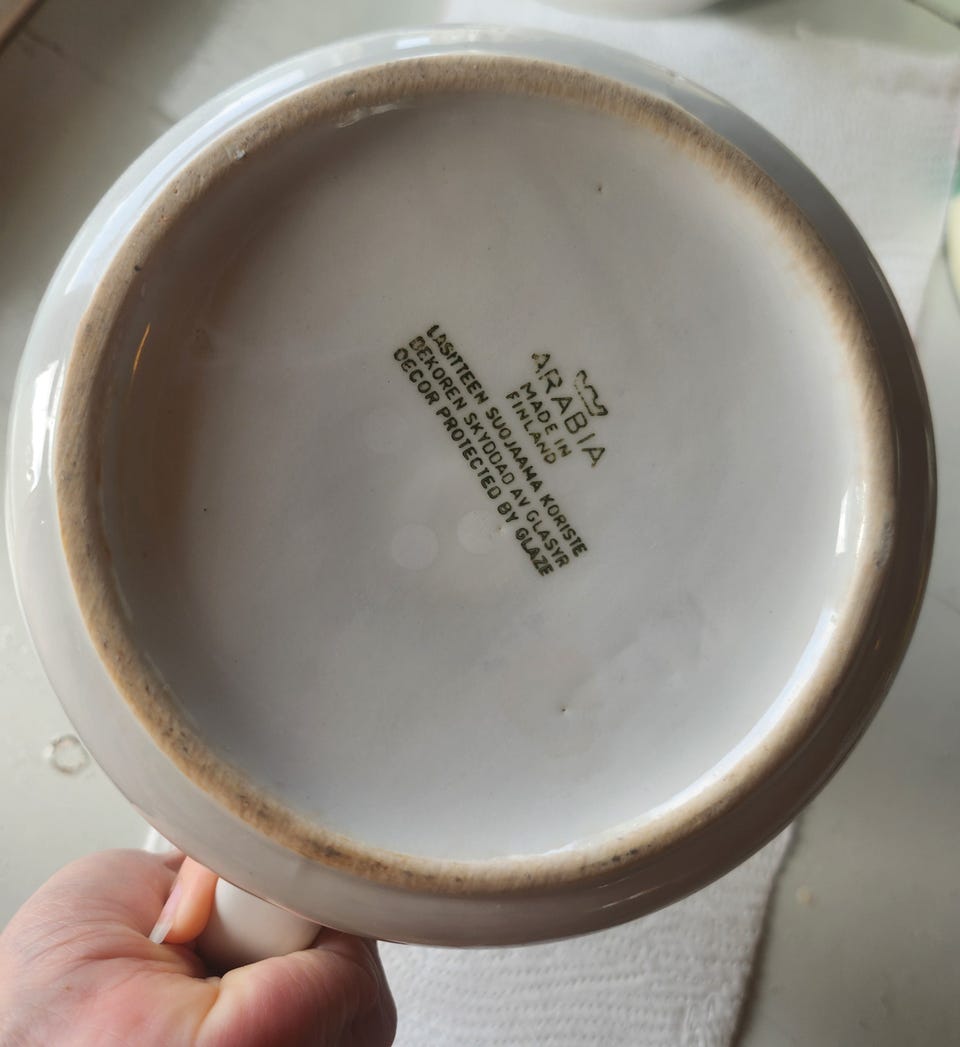 ARABIA
MADE IN
FINLAND
LASITTEEN SUOJAAMA KORISTE
DEKOREN SKYDDAD AV GLASYR
DECOR PROTECTED BY GLAZE